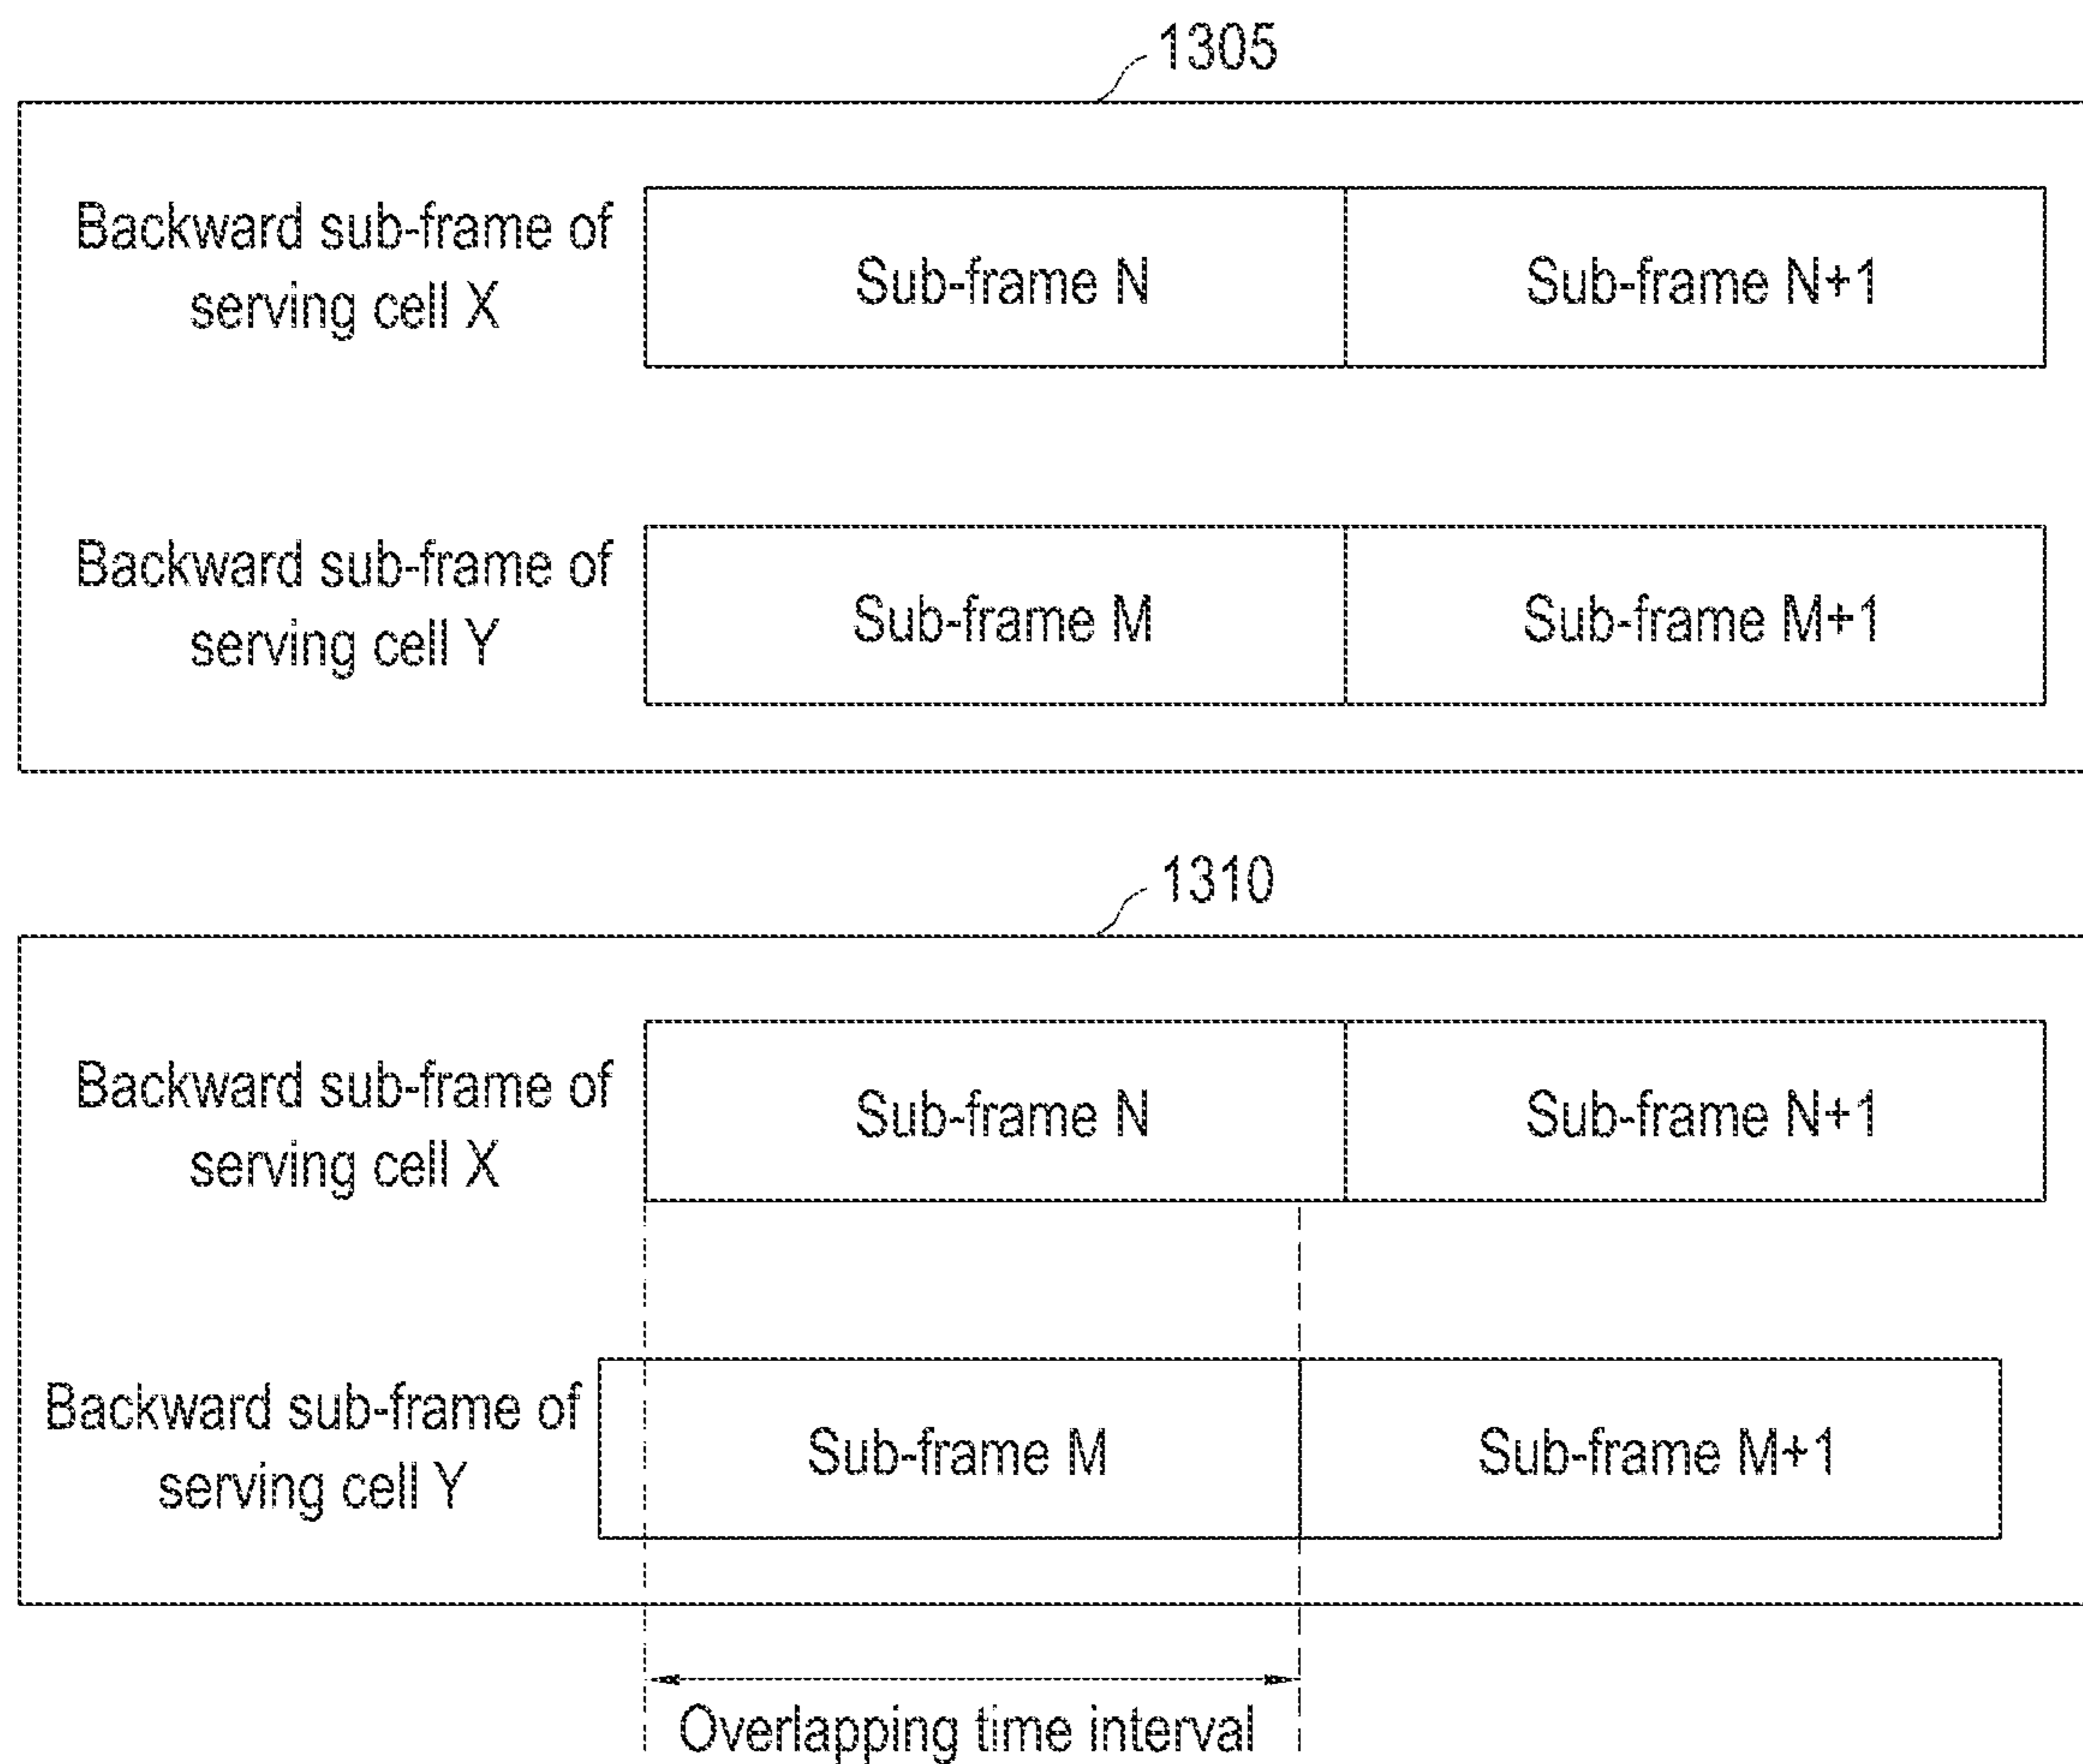 1305
Backward sub-frame of
serving cell X
Sub-frame N
Sub-frame N+1
Backward sub-frame of
serving cell Y
Sub-frame M
Sub-frame M+1
1310
Backward sub-frame of
serving cell X
Sub-frame N
Sub-frame N+1
Backward sub-frame of
serving cell Y
Sub-frame M
Sub-frame M+1
Overlapping time interval